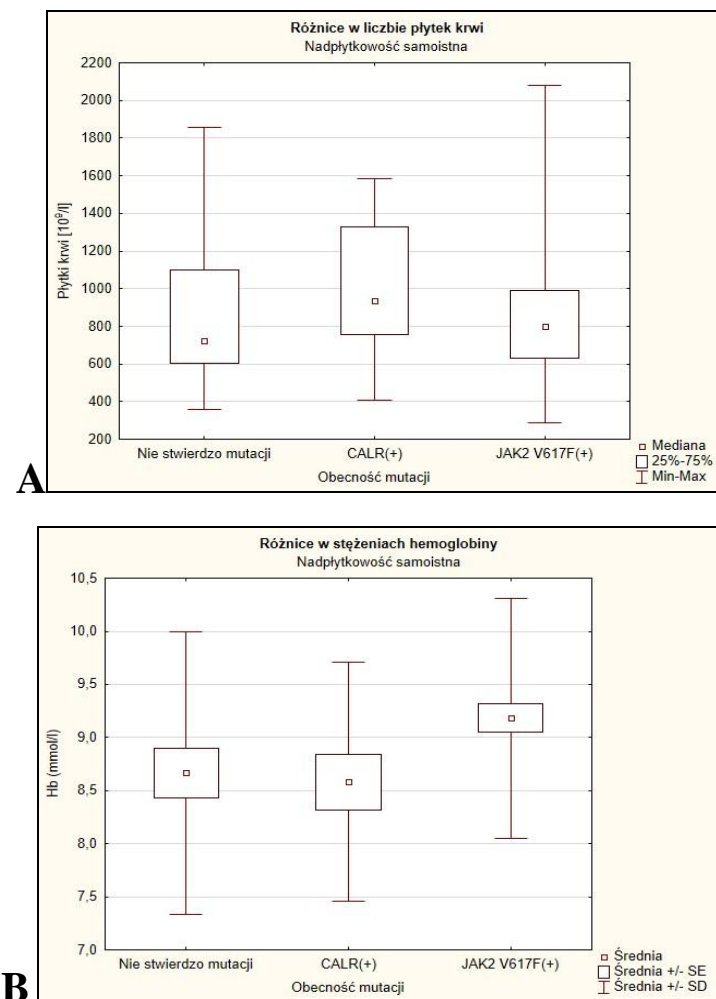 Różnice w liczbie płytek krwi
Nadpłytkowość samoistna
2200
2000
1800
1600
1400
1200
1000
800
600
400
200
Płytki krwi [10⁹/l]
Nie stwierdzo mutacji CALR(+) JAK2 V617F(+)
Obecność mutacji
Mediana
25%-75%
Min-Max
A
Różnice w stężeniach hemoglobiny
Nadpłytkowość samoistna
10,5
10,0
9,5
9,0
8,5
8,0
7,5
7,0
Hb (mmol/l)
Nie stwierdzo mutacji CALR(+) JAK2 V617F(+)
Obecność mutacji
Średnia
Średnia +/- SE
Średnia +/- SD
B